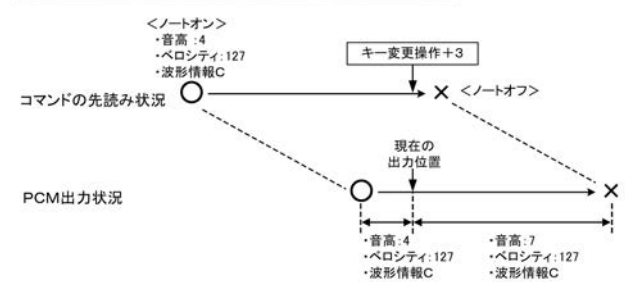 ＜ノートオン＞
・音高：4
・ベロシティ：127
・波形情報C
キー変更操作＋3
コマンドの先読み状況
＜ノートオフ＞
現在の
出力位置
PCM出力状況
・音高：4
・ベロシティ：127
・波形情報C
・音高：7
・ベロシティ：127
・波形情報C